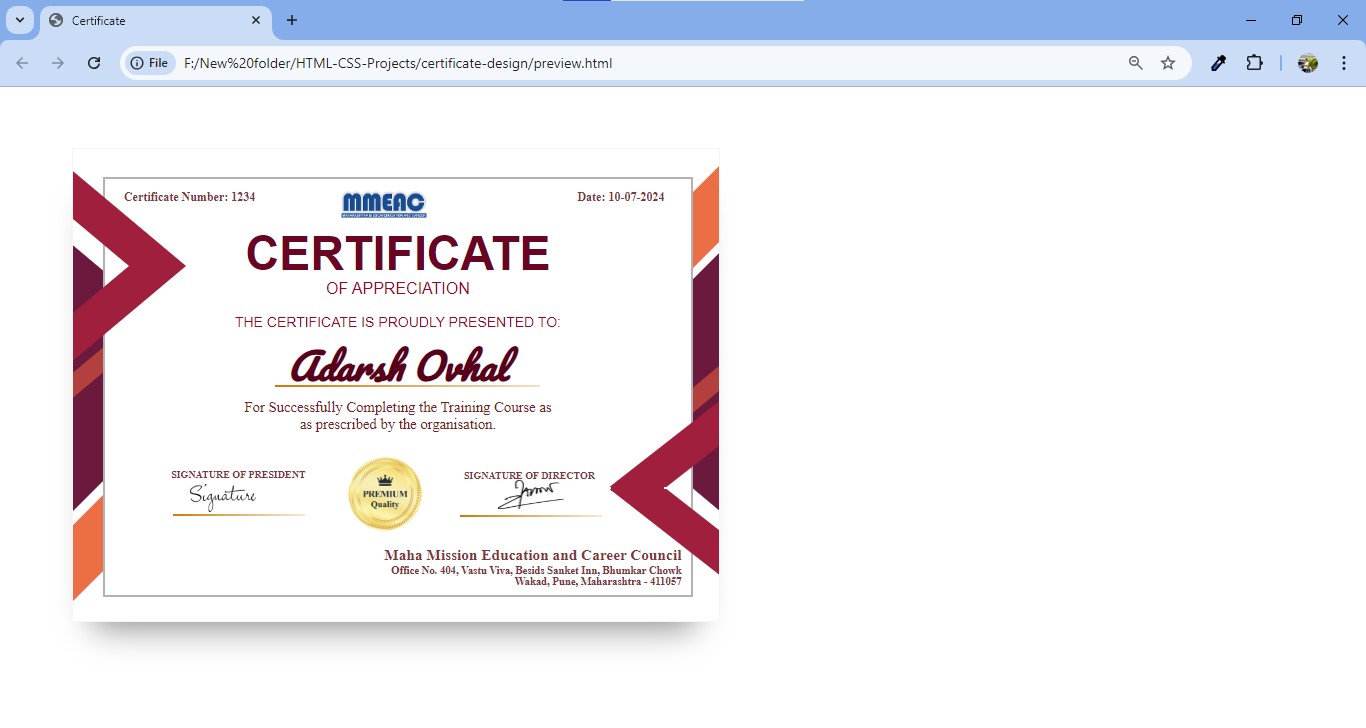 Certificate
File
F:/New%20folder/HTML-CSS-Projects/certificate-design/preview.html
Certificate Number: 1234
Date: 10-07-2024
MMEAC
CERTIFICATE
OF APPRECIATION
THE CERTIFICATE IS PROUDLY PRESENTED TO:
Adarsh Ovhal
For Successfully Completing the Training Course as
as prescribed by the organisation.
SIGNATURE OF PRESIDENT
Signature
PREMIUM
Quality
SIGNATURE OF DIRECTOR
Maha Mission Education and Career Council
Office No. 404, Vastu Viva, Besids Sanket Inn, Bhumkar Chowk
Wakad, Pune, Maharashtra - 411057